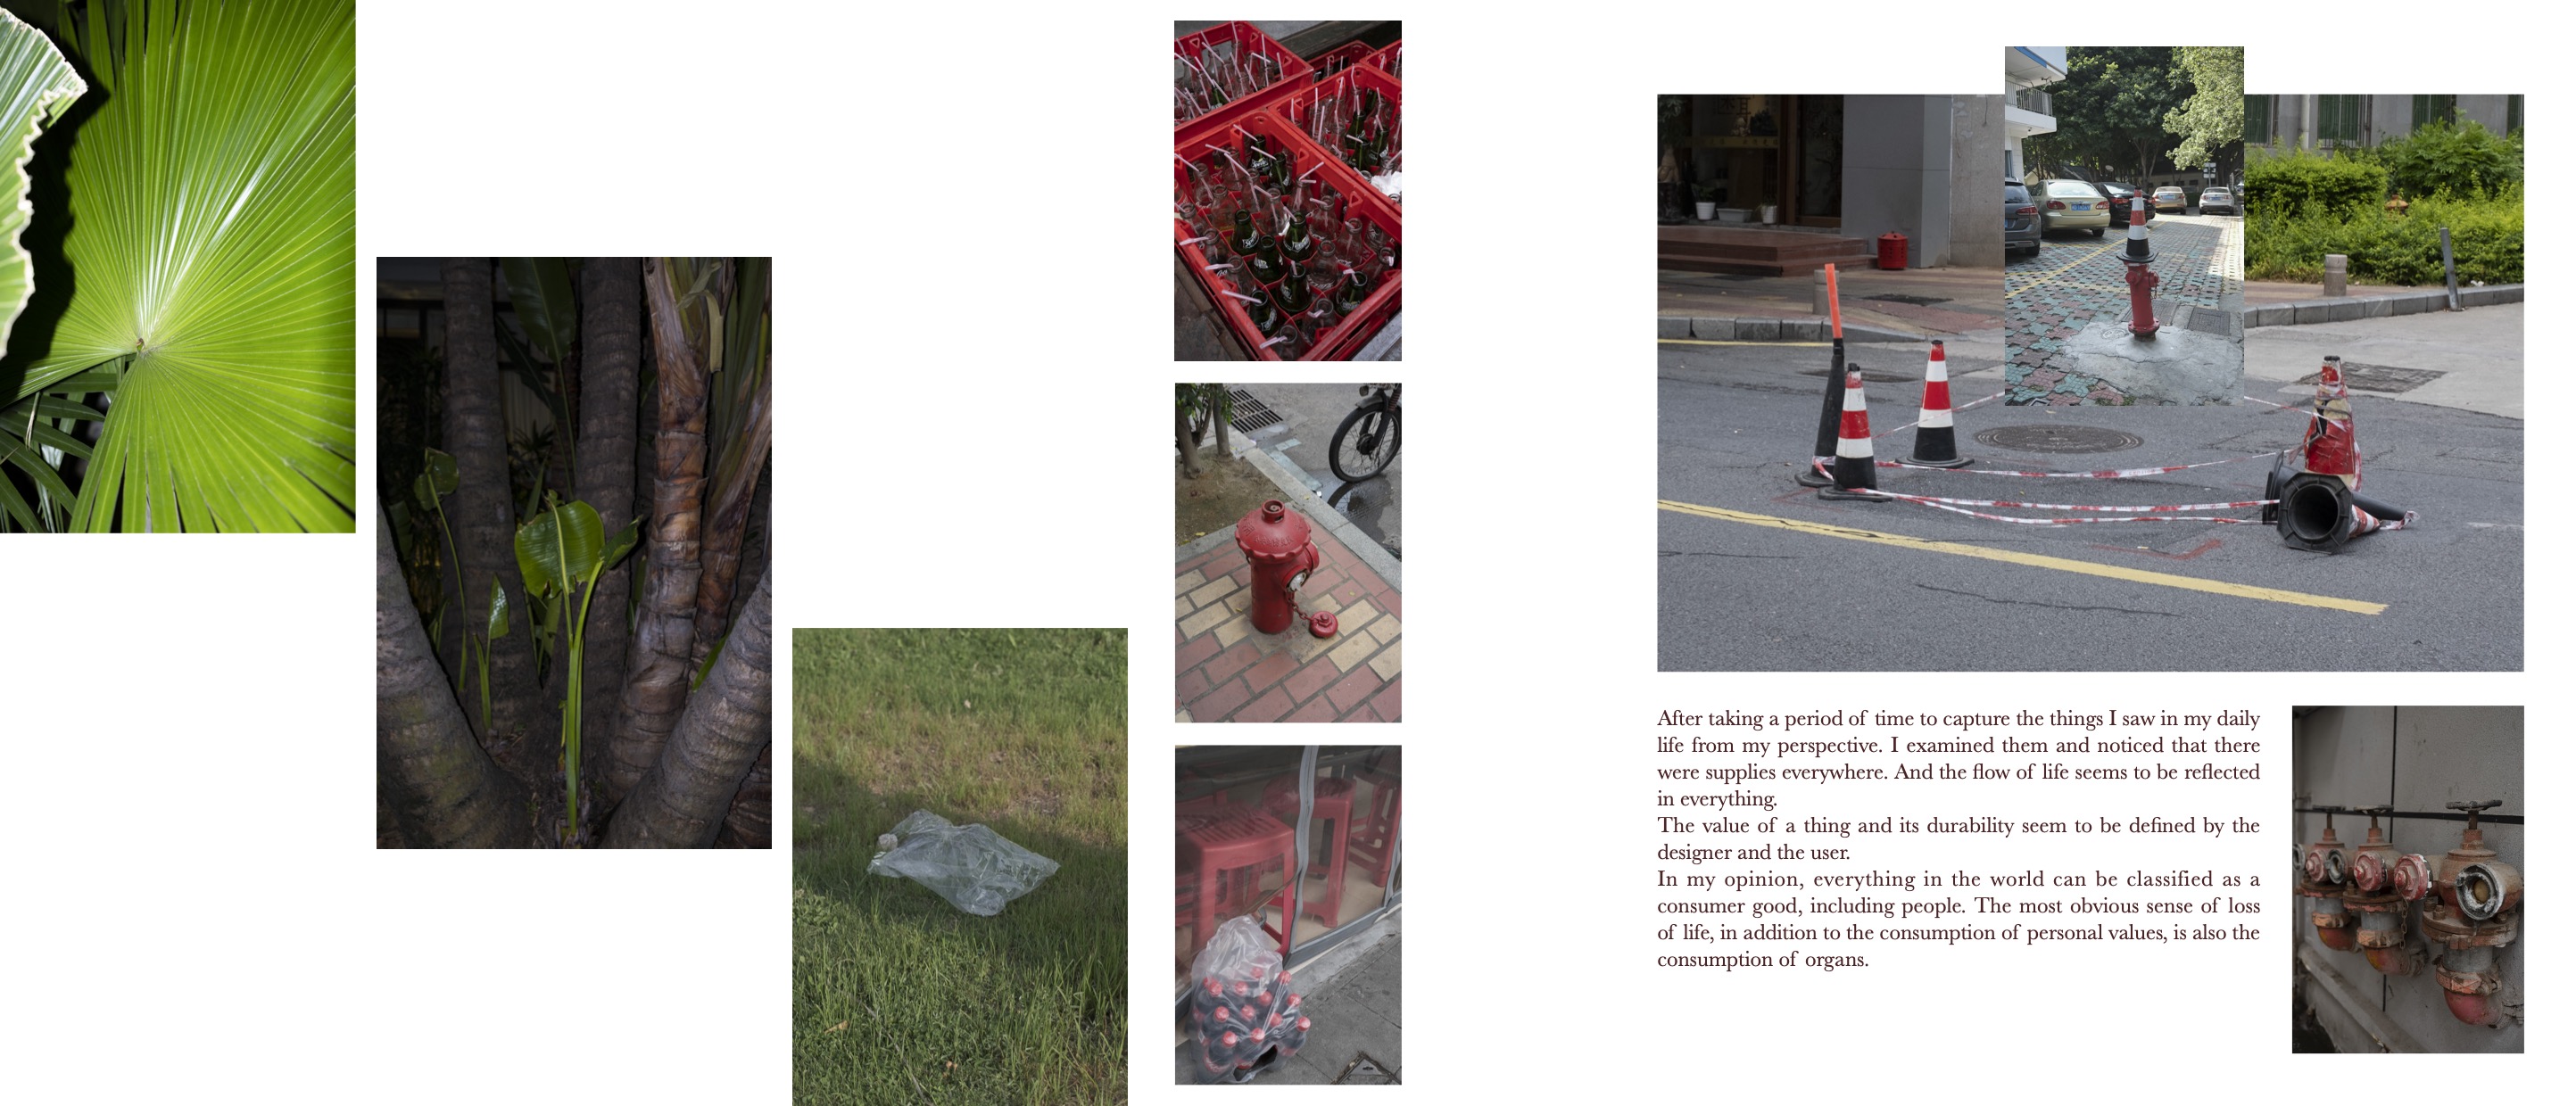 After taking a period of time to capture the things I saw in my daily
life from my perspective. I examined them and noticed that there
were supplies everywhere. And the flow of life seems to be reflected
in everything.
The value of a thing and its durability seem to be defined by the
designer and the user.
In my opinion, everything in the world can be classified as a
consumer good, including people. The most obvious sense of loss
of life, in addition to the consumption of personal values, is also the
consumption of organs.